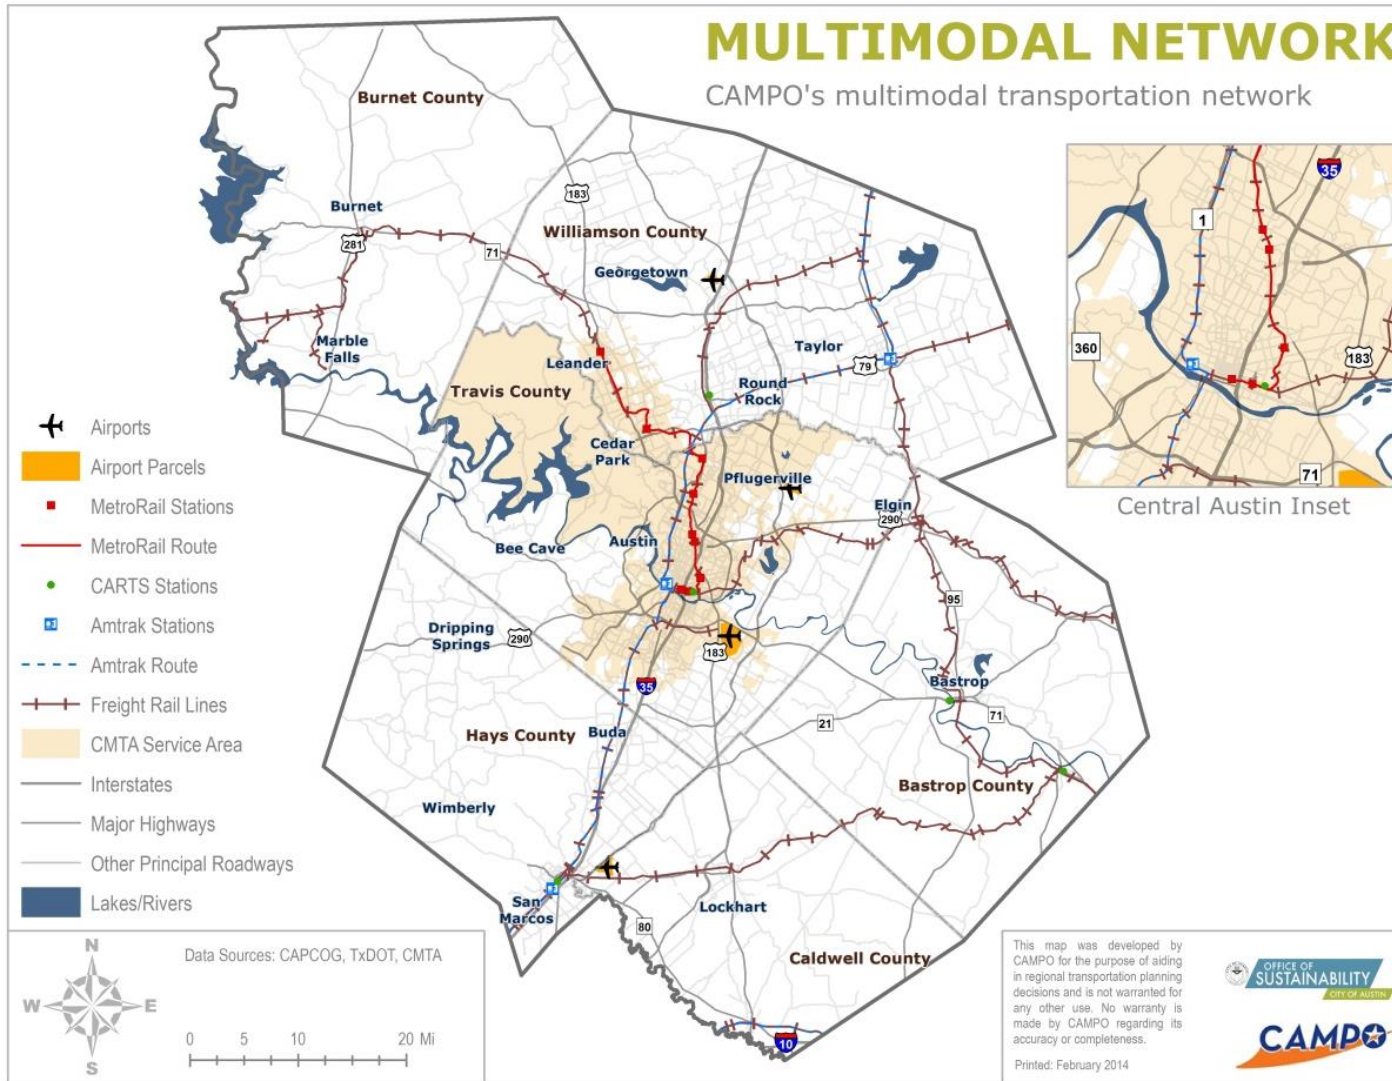 MULTIMODAL NETWORK
CAMPO's multimodal transportation network
Burnet County
183
Burnet
281
71
Williamson County
Georgetown
35
1
360
183
71
Central Austin Inset
Marble
Falls
Leander
Taylor
79
Travis County
Round
Rock
Cedar
Park
Pflugerville
Elgin
290
Austin
Bee Cave
95
Dripping
Springs
290
183
35
Bastrop
71
21
Hays County
Buda
Bastrop County
Wimberly
San
Marcos
Lockhart
80
Caldwell County
10
Airports
Airport Parcels
MetroRail Stations
MetroRail Route
CARTS Stations
Amtrak Stations
Amtrak Route
Freight Rail Lines
CMTA Service Area
Interstates
Major Highways
Other Principal Roadways
Lakes/Rivers
N
W E
S
Data Sources: CAPCOG, TxDOT, CMTA
0 5 10 20 Mi
This map was developed by
CAMPO for the purpose of aiding
in regional transportation planning
decisions and is not warranted for
any other use. No warranty is
made by CAMPO regarding its
accuracy or completeness.
Printed: February 2014
OFFICE OF
SUSTAINABILITY
CITY OF AUSTIN
CAMPO